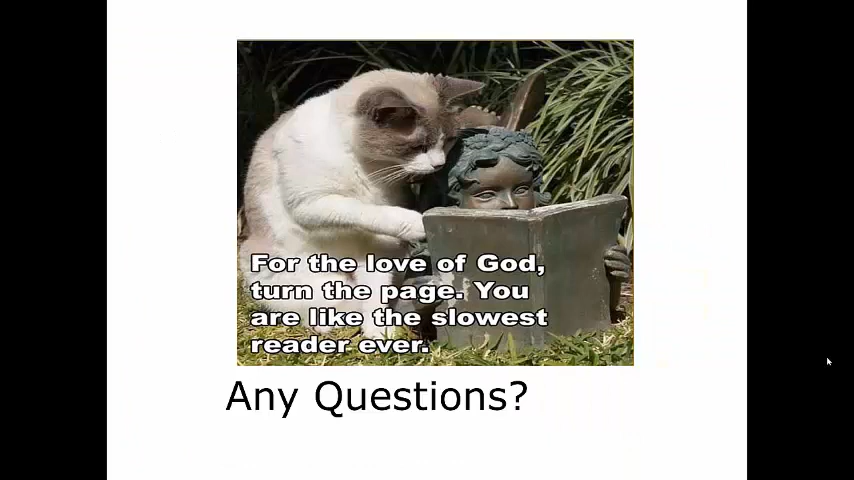 For the love of God,
turn the page. You
are like the slowest
reader ever.
Any Questions?